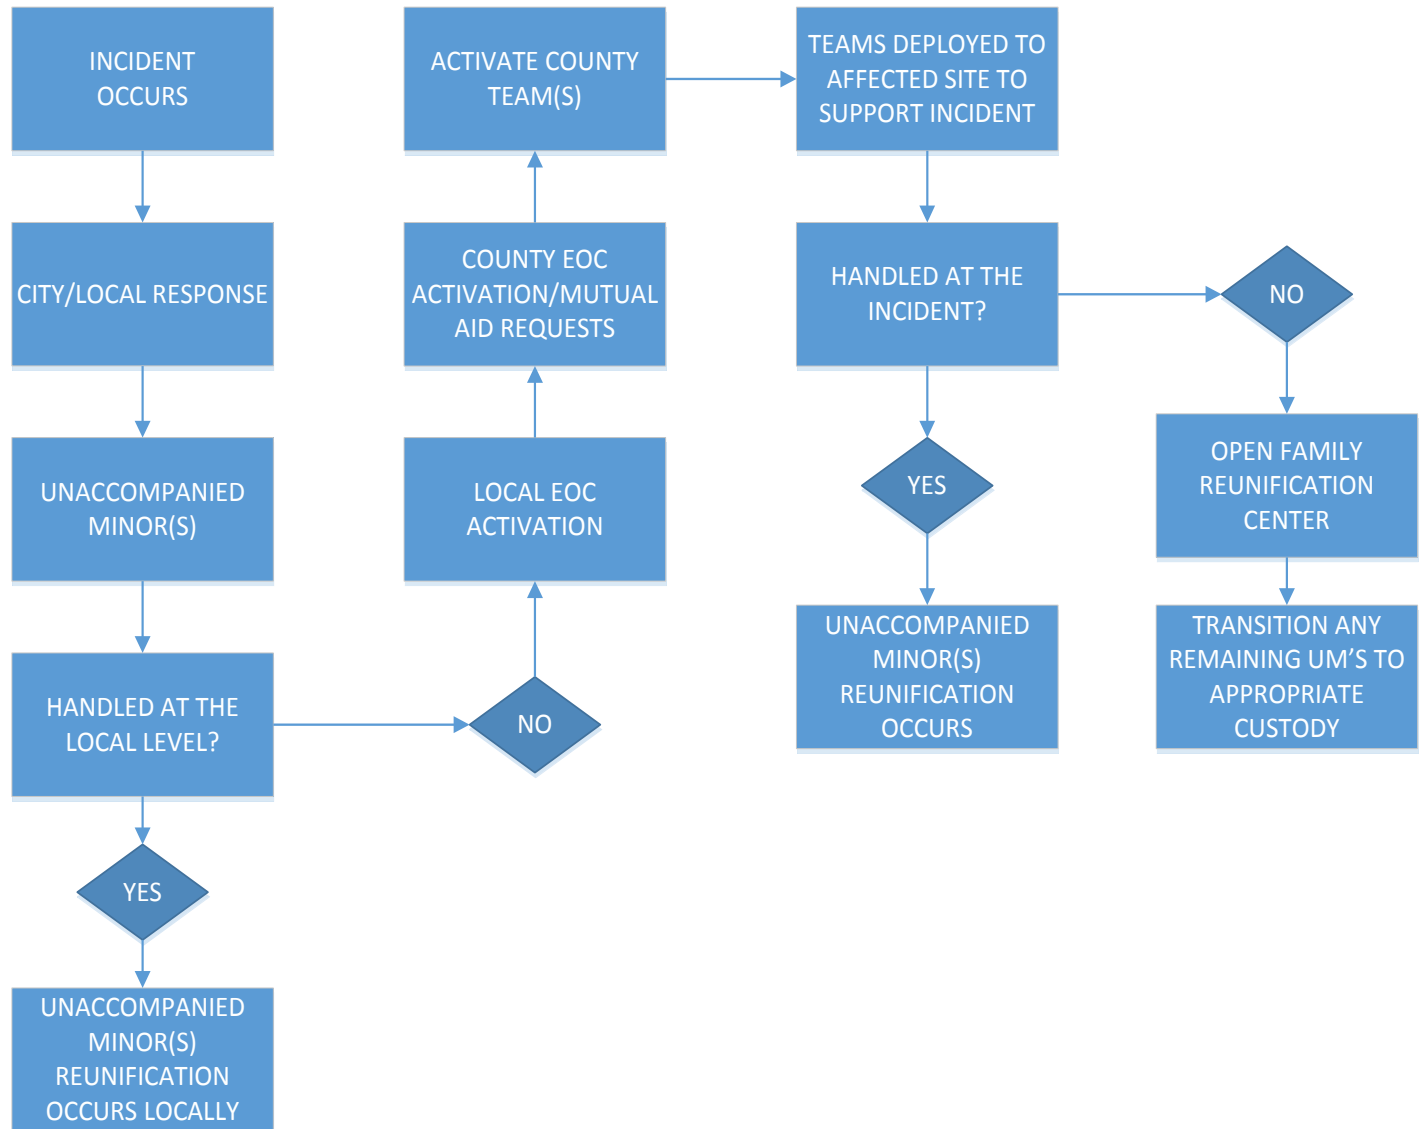 INCIDENT
OCCURS
CITY/LOCAL RESPONSE
UNACCOMPANIED
MINOR(S)
HANDLED AT THE
LOCAL LEVEL?
YES
UNACCOMPANIED
MINOR(S)
REUNIFICATION
OCCURS LOCALLY
NO
LOCAL EOC
ACTIVATION
COUNTY EOC
ACTIVATION/MUTUAL
AID REQUESTS
ACTIVATE COUNTY
TEAM(S)
TEAMS DEPLOYED TO
AFFECTED SITE TO
SUPPORT INCIDENT
HANDLED AT THE
INCIDENT?
YES
UNACCOMPANIED
MINOR(S)
REUNIFICATION
OCCURS
NO
OPEN FAMILY
REUNIFICATION
CENTER
TRANSITION ANY
REMAINING UM'S TO
APPROPRIATE
CUSTODY